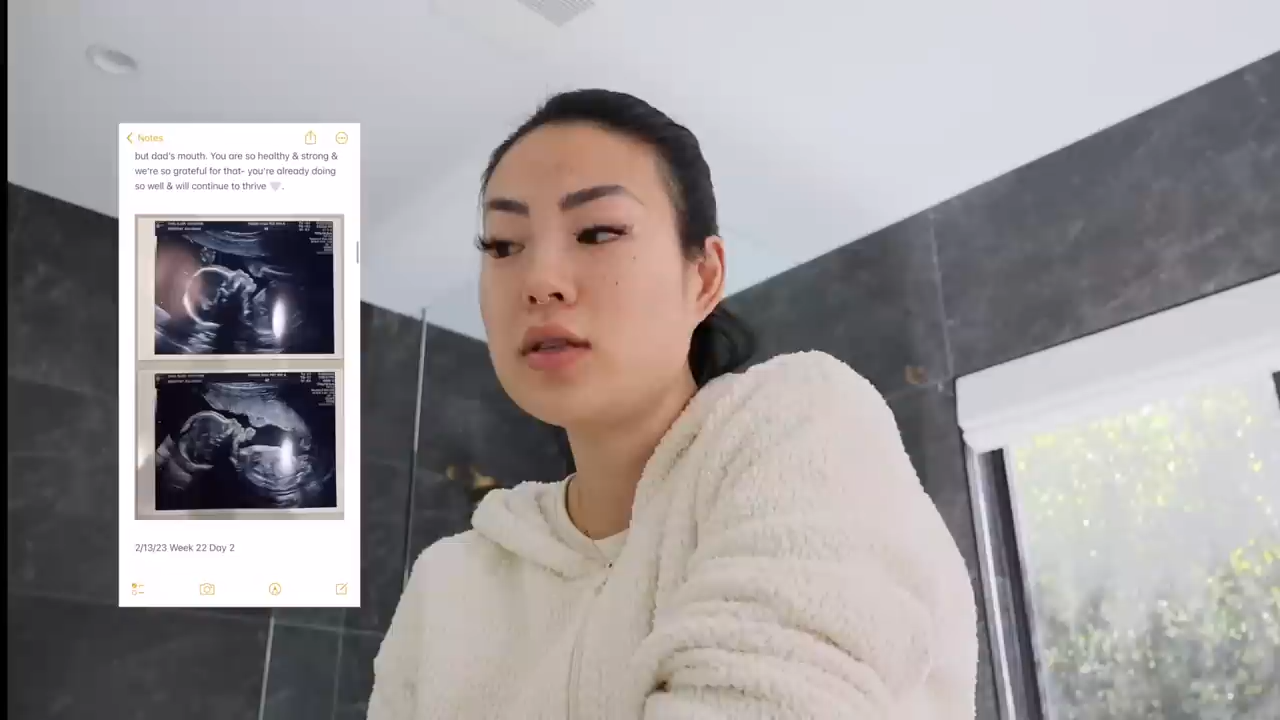 Notes
but dad's mouth. You are so healthy & strong &
we're so grateful for that- you're already doing
so well & will continue to thrive 🤍.
2/13/23 Week 22 Day 2